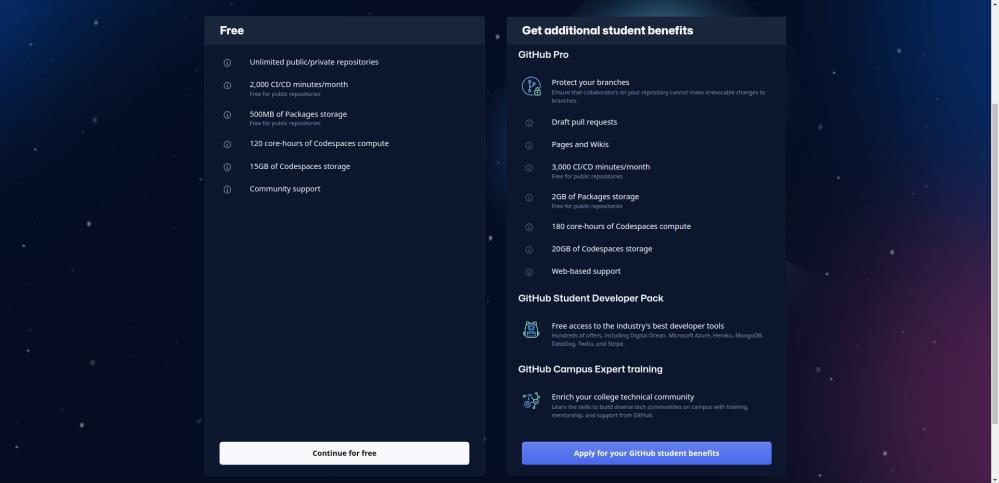 Free
Unlimited public/private repositories
2,000 CI/CD minutes/month
Free for public repositories
500MB of Packages storage
Free for public repositories
120 core-hours of Codespaces compute
15GB of Codespaces storage
Community support
Continue for free
Get additional student benefits
GitHub Pro
Protect your branches
Ensure that collaborators on your repository cannot make irrevocable changes to
branches.
Draft pull requests
Pages and Wikis
3,000 CI/CD minutes/month
Free for public repositories
2GB of Packages storage
Free for public repositories
180 core-hours of Codespaces compute
20GB of Codespaces storage
Web-based support
GitHub Student Developer Pack
Free access to the industry's best developer tools
Hundreds of offers, including Digital Ocean, Microsoft Azure, Heroku, MongoDB,
DataDog, Twilio, and Stripe.
GitHub Campus Expert training
Enrich your college technical community
Learn the skills to build diverse tech communities on campus with training,
mentorship, and support from GitHub.
Apply for your GitHub student benefits